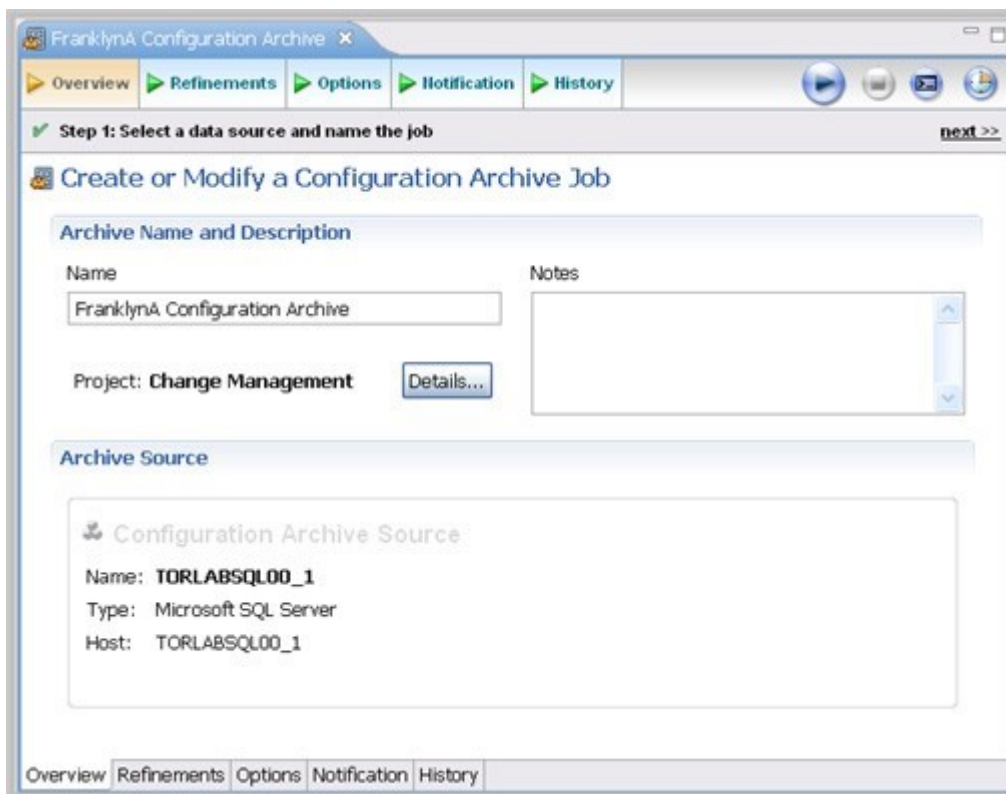 FranklynA Configuration Archive
Overview Refinements Options Notification History
Step 1: Select a data source and name the job next >>
Create or Modify a Configuration Archive Job
Archive Name and Description
Name Notes
FranklynA Configuration Archive
Project: Change Management Details...
Archive Source
Configuration Archive Source
Name: TORLABSQL00_1
Type: Microsoft SQL Server
Host: TORLABSQL00_1
Overview Refinements Options Notification History